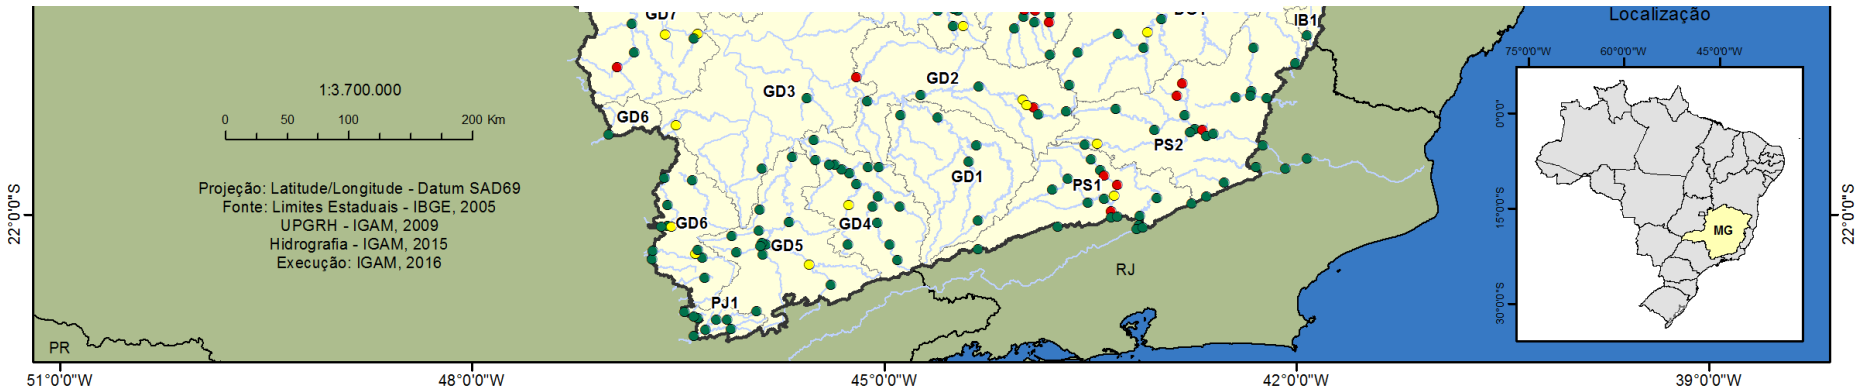 GD7
IB1
Localização
75°0'0"W 60°0'0"W 45°0'0"W
1:3.700.000
GD2
GD3
GD6
0 50 100 200 Km
0°0'0"
PS2
Projeção: Latitude/Longitude - Datum SAD69
Fonte: Limites Estaduais - IBGE, 2005
UPGRH - IGAM, 2009
Hidrografia - IGAM, 2015
Execução: IGAM, 2016
GD1
PS1
22°0'0"S
GD6
GD4
GD5
15°0'0"S
MG
22°0'0"S
RJ
PJ1
30°0'0"S
PR
51°0'0"W 48°0'0"W 45°0'0"W 42°0'0"W 39°0'0"W